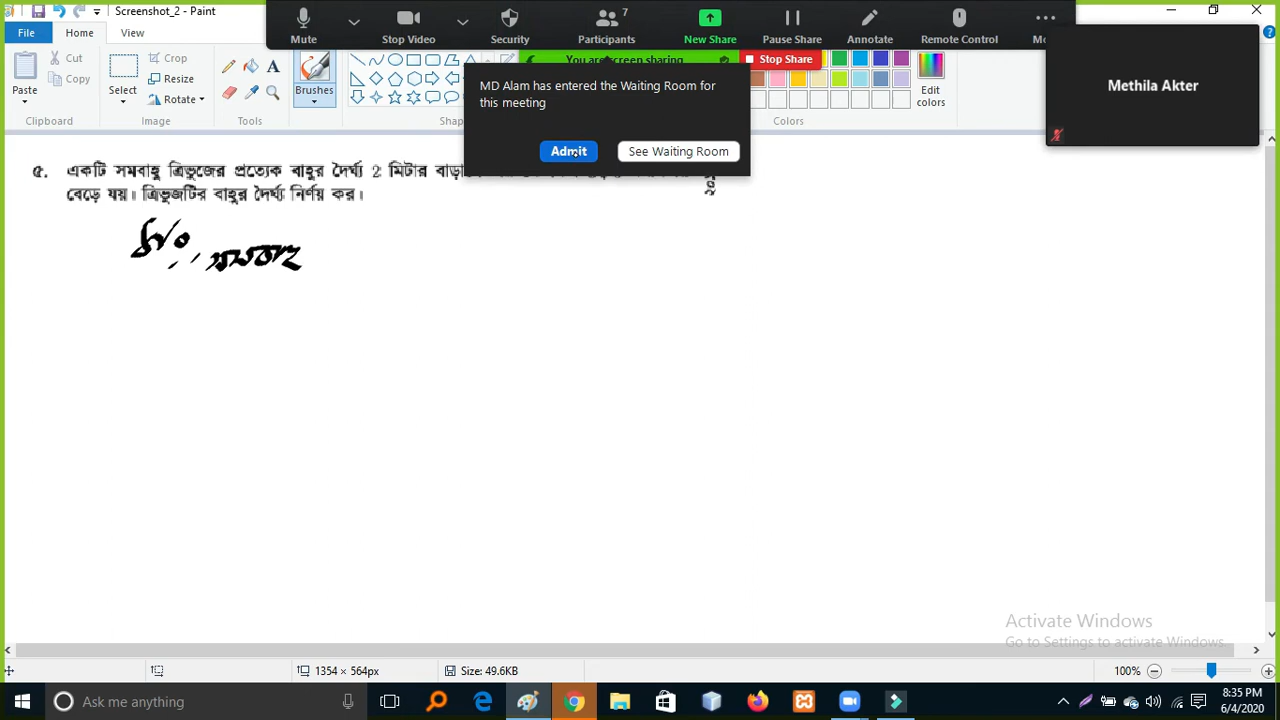 Screenshot_2 - Paint
File Home View
Mute Stop Video Security Participants 7 New Share Pause Share Annotate Remote Control
Stop Share
Methila Akter
Paste Cut Copy
Clipboard
Select Crop Resize Rotate
Image
Tools
Brushes
Colors
Edit colors
MD Alam has entered the Waiting Room for
this meeting
Admit See Waiting Room
৫. একটি সমবাহু ত্রিভুজের প্রত্যেক বাহুর দৈর্ঘ্য 2 মিটার
বেড়ে যয়। ত্রিভুজটির বাহুর দৈর্ঘ্য নির্ণয় কর।
Activate Windows
Go to Settings to activate Windows.
1354 × 564px Size: 49.6KB 100%
Ask me anything
8:35 PM
6/4/2020